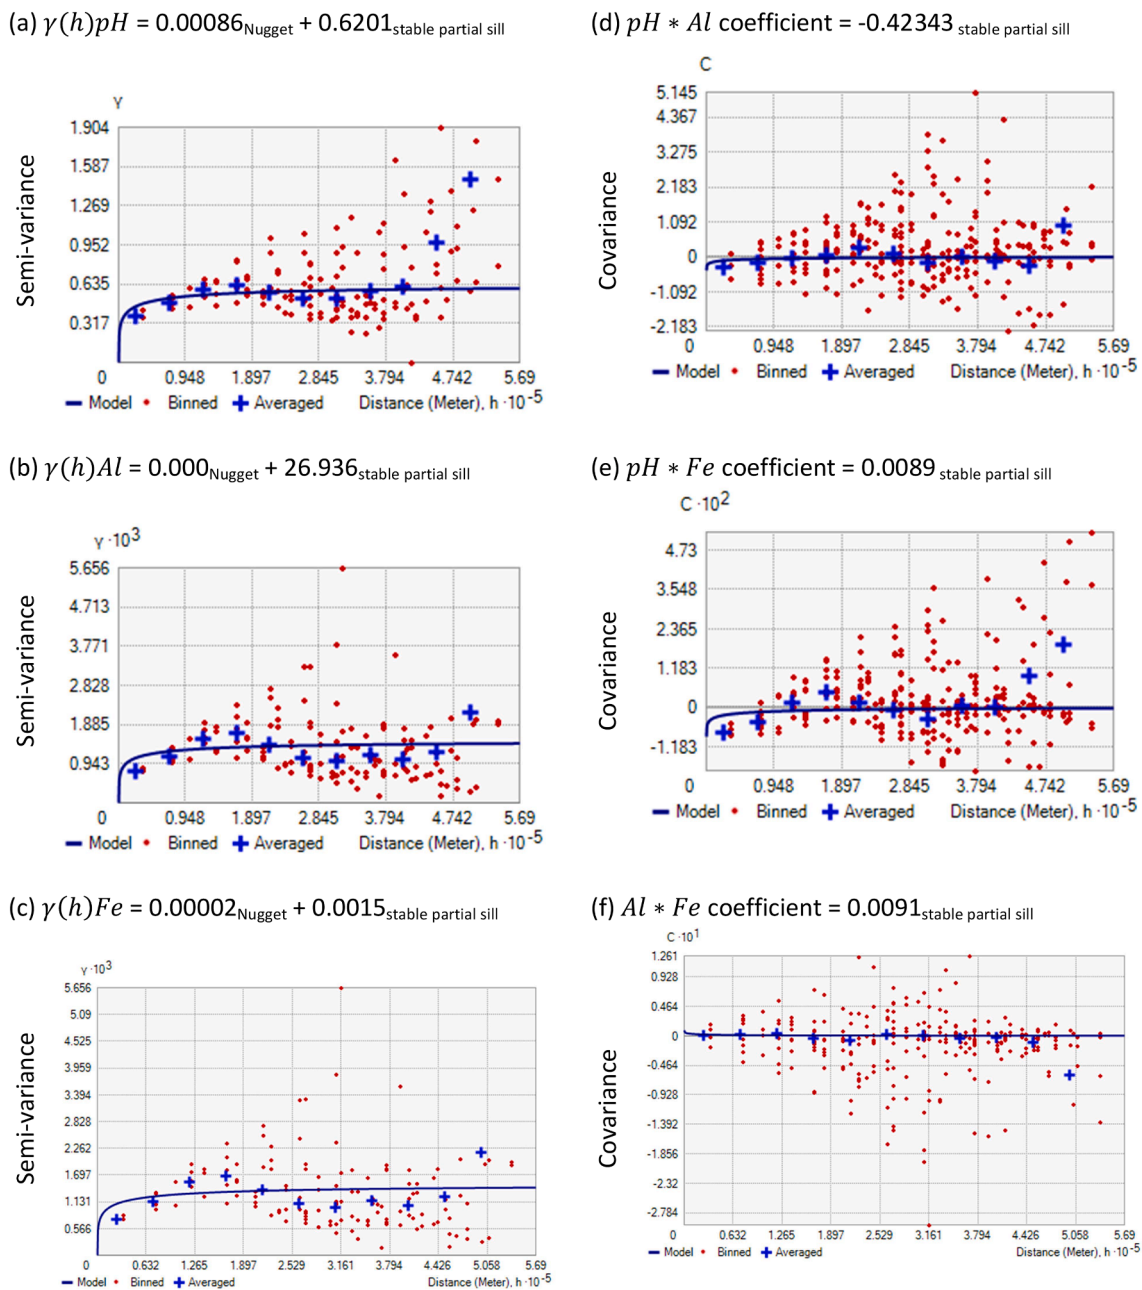 (a) γ(h)pH = 0.00086Nugget + 0.6201stable partial sill
γ
Semi-variance
1.904
1.587
1.269
0.952
0.635
0.317
0 0.948 1.897 2.845 3.794 4.742 5.69
Model Binned Averaged Distance (Meter), h·10-5
(b) γ(h)Al = 0.000Nugget + 26.936stable partial sill
γ·10³
Semi-variance
5.656
4.713
3.771
2.828
1.885
0.943
0 0.948 1.897 2.845 3.794 4.742 5.69
Model Binned Averaged Distance (Meter), h·10-5
(c) γ(h)Fe = 0.00002Nugget + 0.0015stable partial sill
γ·10³
Semi-variance
5.656
5.09
4.525
3.959
3.394
2.828
2.262
1.697
1.131
0.566
0 0.632 1.265 1.897 2.529 3.161 3.794 4.426 5.058 5.69
Model Binned Averaged Distance (Meter), h·10-5
(d) pH * Al coefficient = -0.42343 stable partial sill
C
Covariance
5.145
4.367
3.275
2.183
1.092
0
-1.092
-2.183
0 0.948 1.897 2.845 3.794 4.742 5.69
Model Binned Averaged Distance (Meter), h·10-5
(e) pH * Fe coefficient = 0.0089 stable partial sill
C·10²
Covariance
4.73
3.548
2.365
1.183
0
-1.183
0 0.948 1.897 2.845 3.794 4.742 5.69
Model Binned Averaged Distance (Meter), h·10-5
(f) Al * Fe coefficient = 0.0091stable partial sill
C·10¹
Covariance
1.261
0.928
0.464
0
-0.464
-0.928
-1.392
-1.856
-2.32
-2.784
0 0.632 1.265 1.897 2.529 3.161 3.794 4.426 5.058 5.69
Model Binned Averaged Distance (Meter), h·10-5